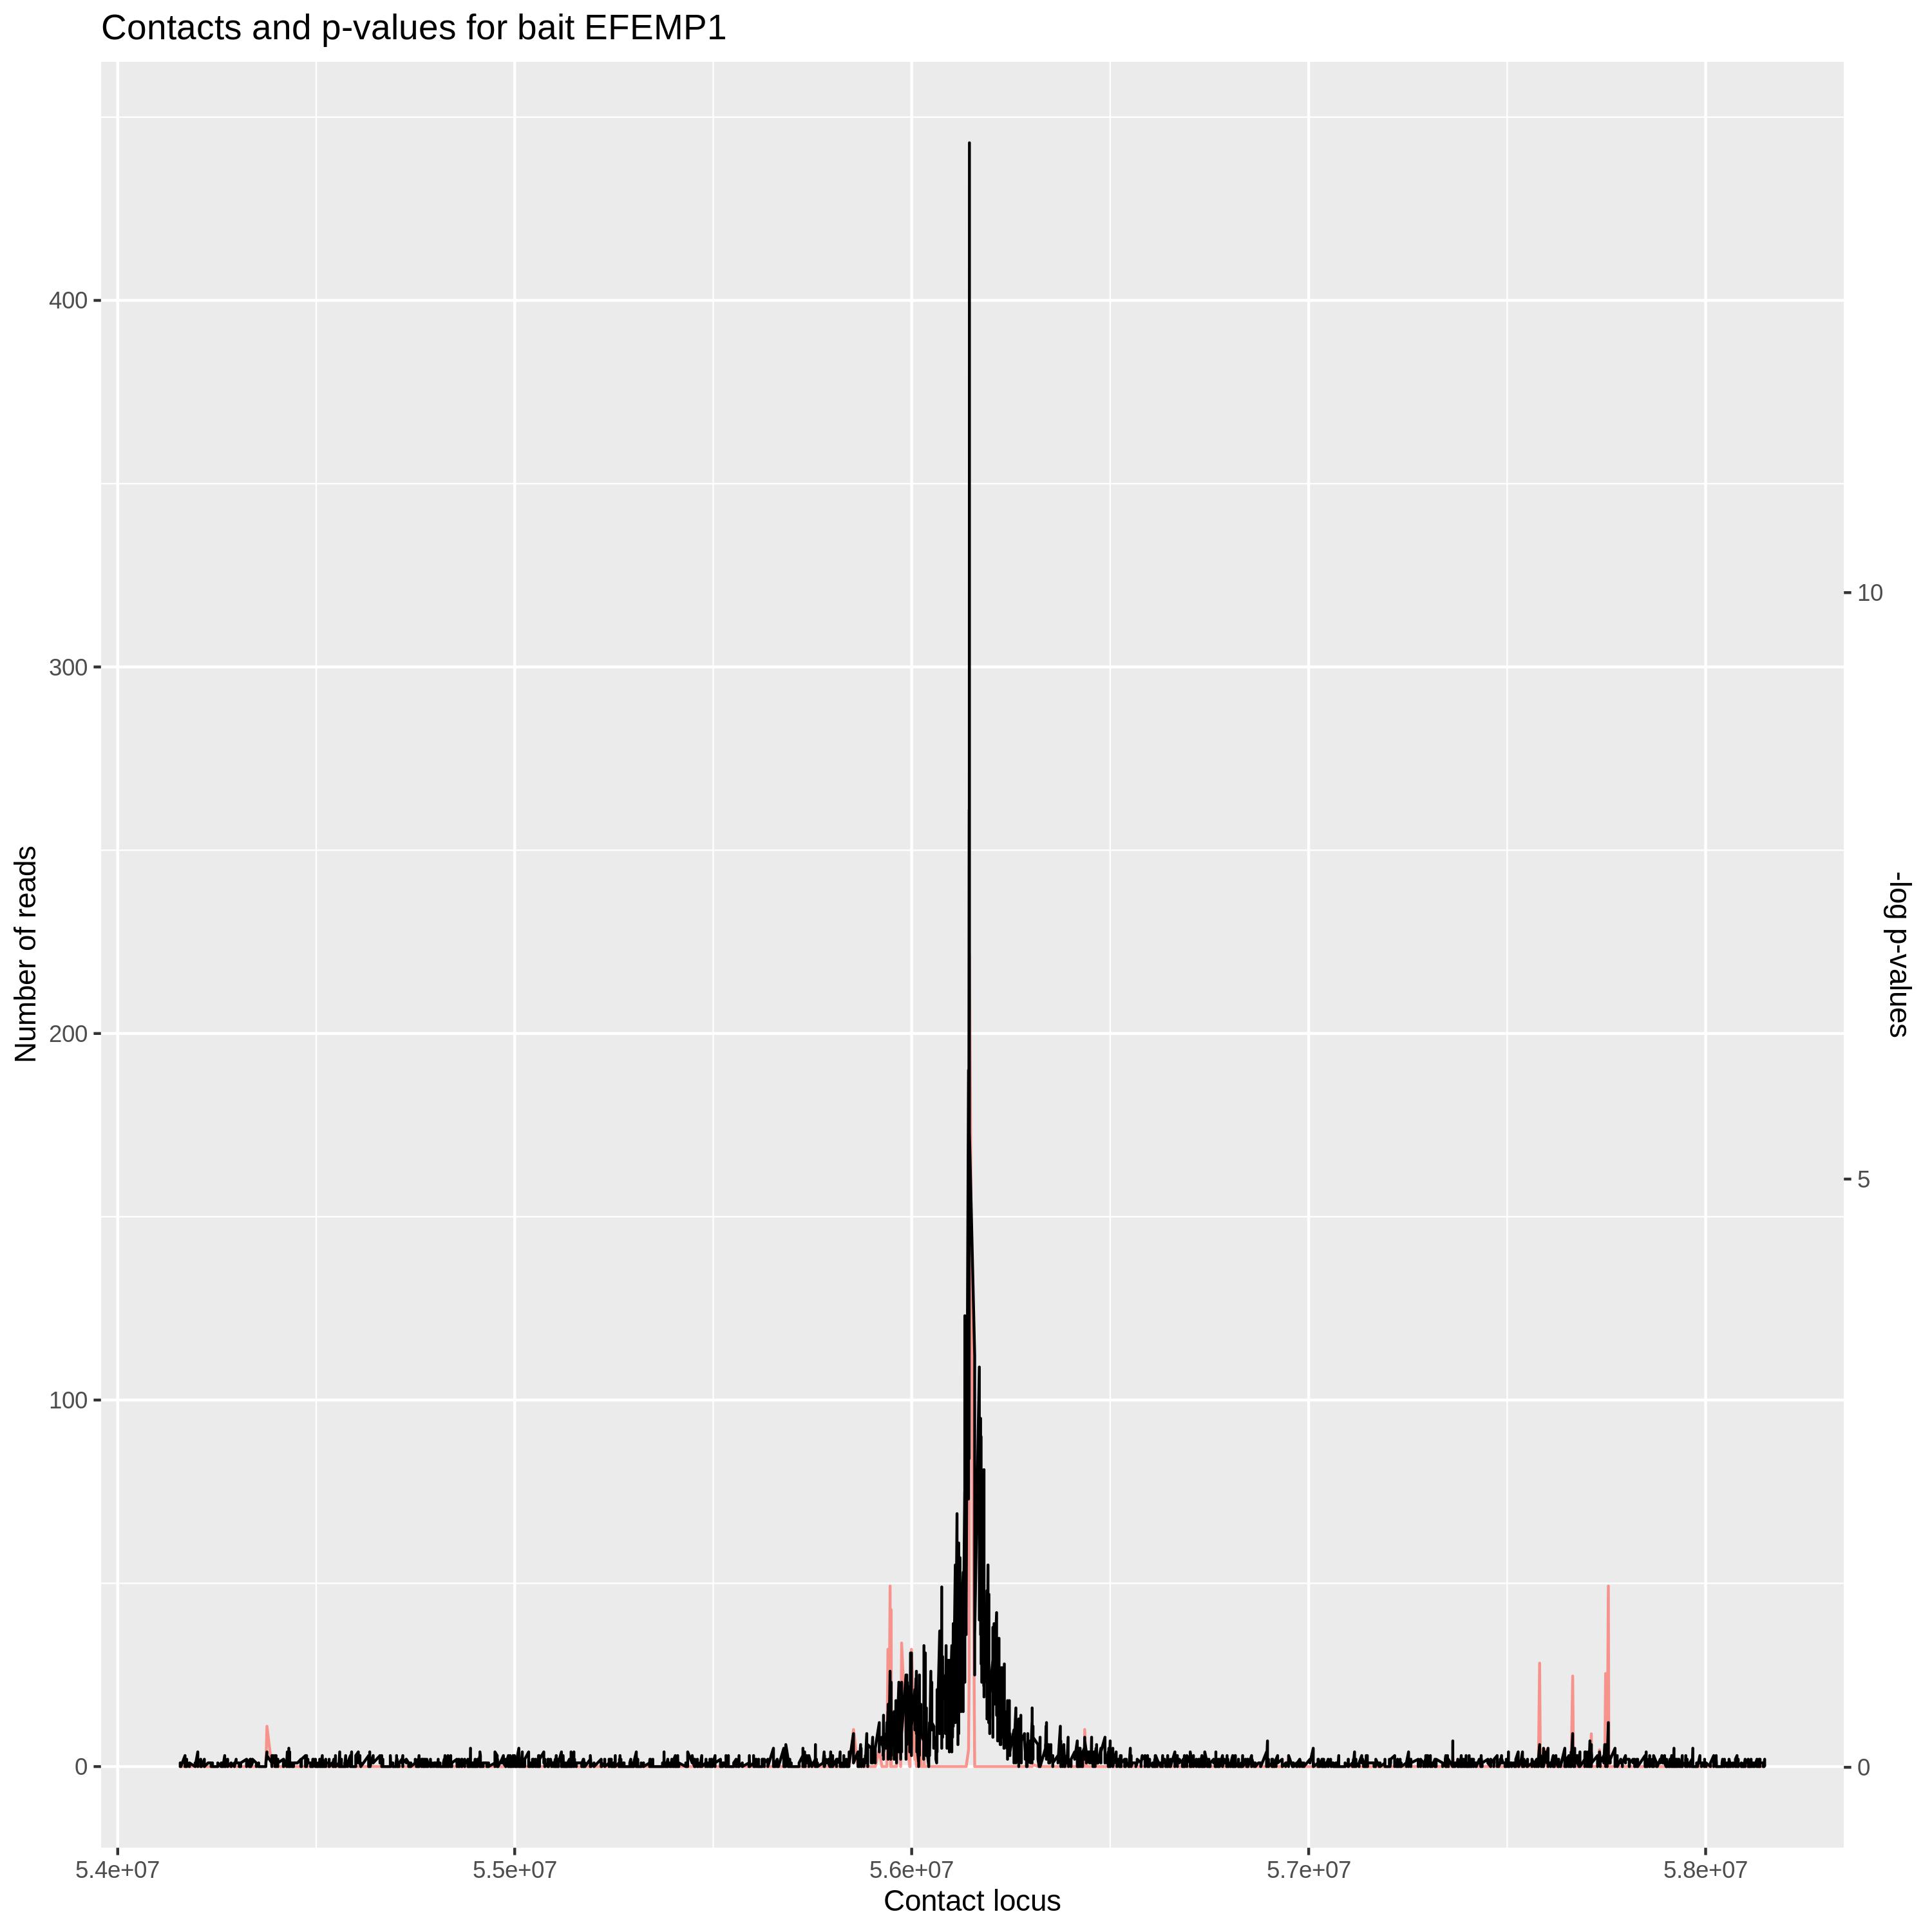 Contacts and p-values for bait EFEMP1
400
300
200
100
0
Number of reads
10
5
0
-log p-values
5.4e+07 5.5e+07 5.6e+07 5.7e+07 5.8e+07
Contact locus